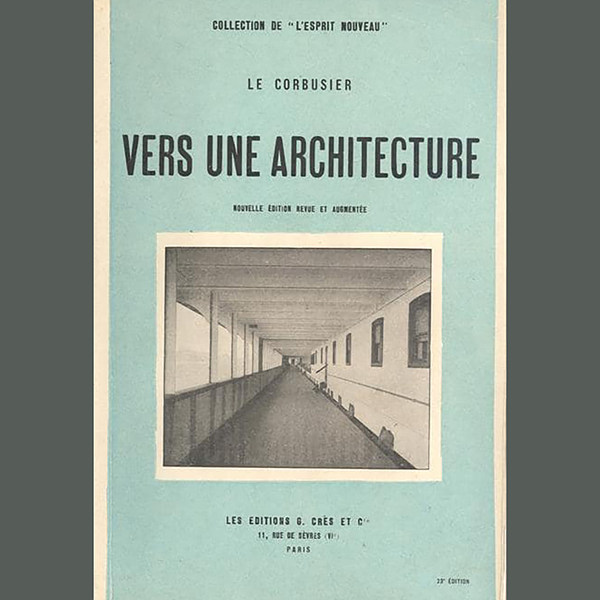 COLLECTION DE "L'ESPRIT NOUVEAU"
LE CORBUSIER
VERS UNE ARCHITECTURE
NOUVELLE ÉDITION REVUE ET AUGMENTÉE
LES EDITIONS G. CRÈS ET Cie
11, RUE DE SÈVRES (VIe)
PARIS
23e ÉDITION